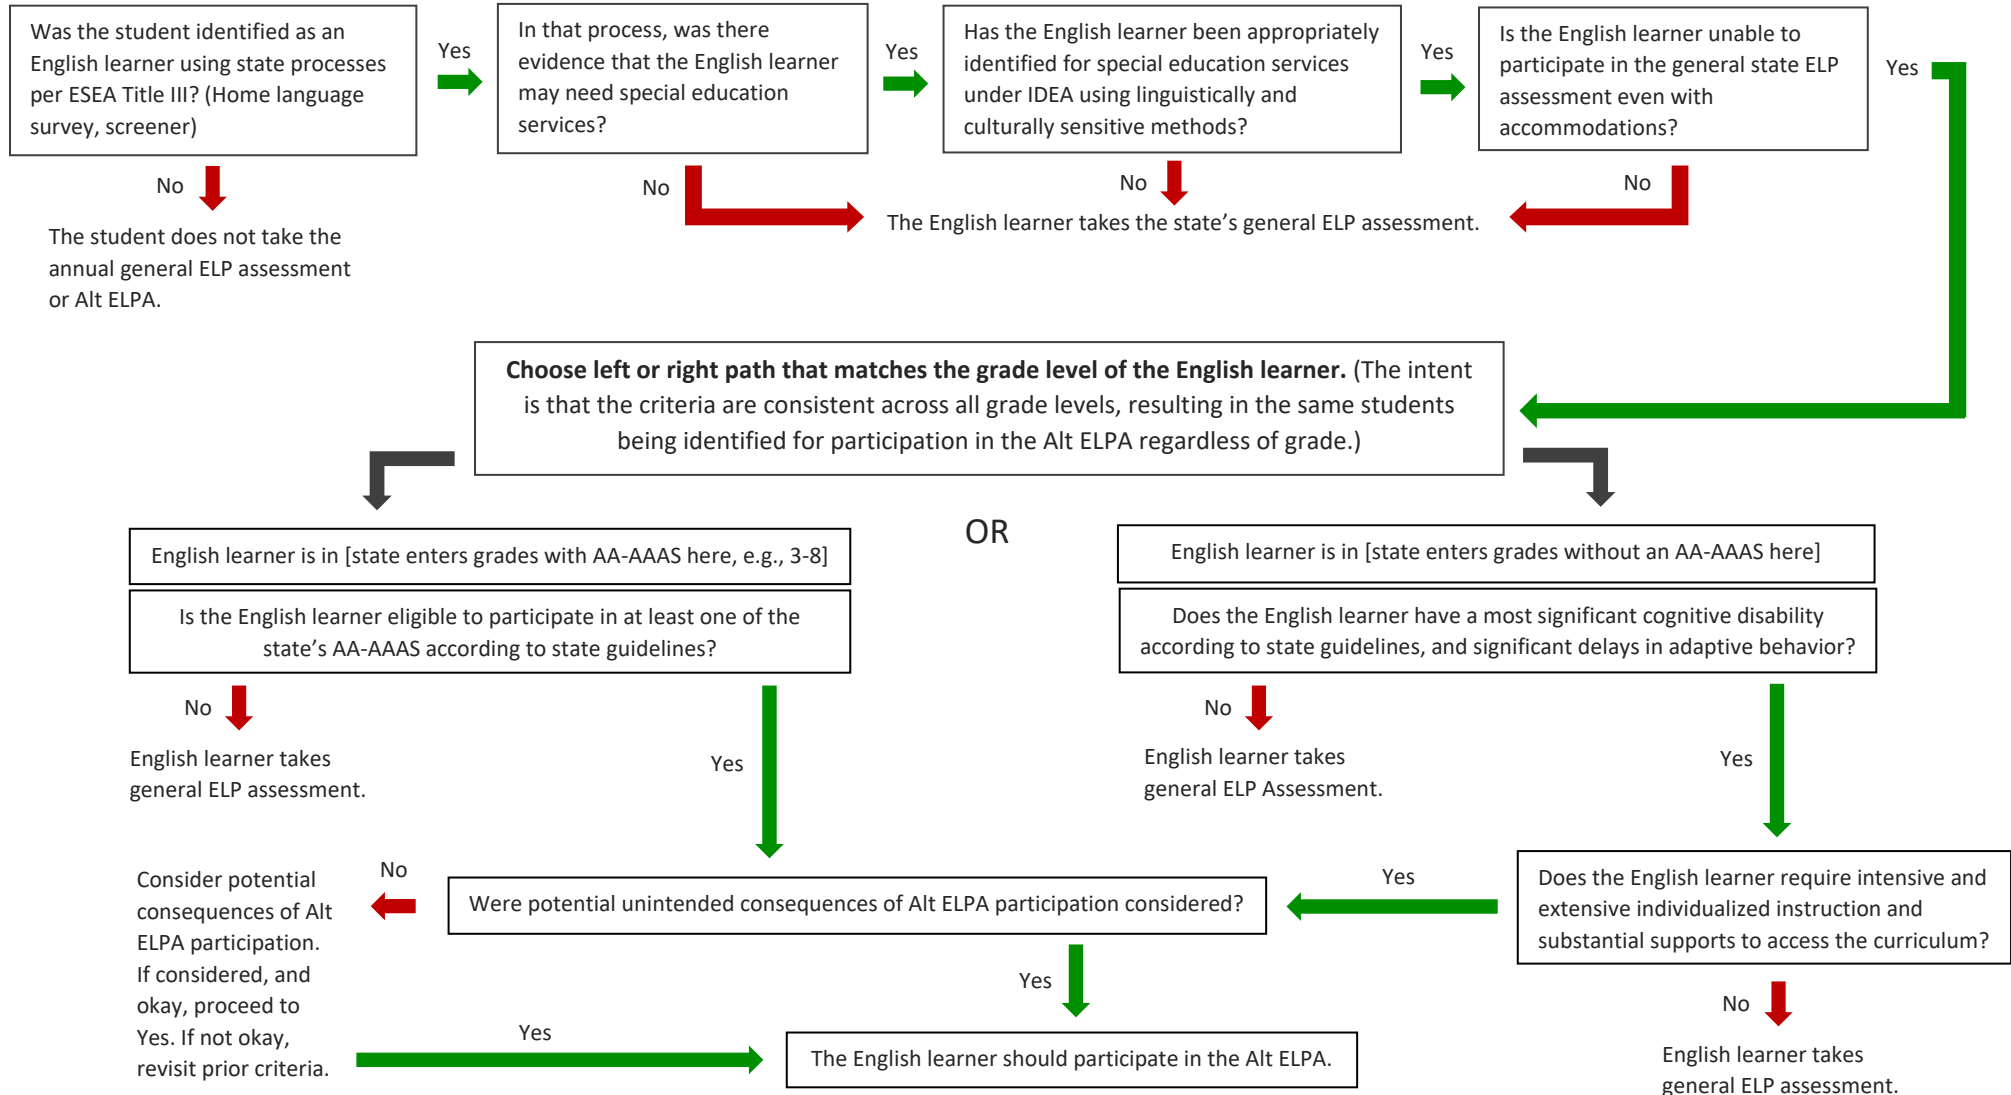 Was the student identified as an
English learner using state processes
per ESEA Title III? (Home language
survey, screener)
Yes
In that process, was there
evidence that the English learner
may need special education
services?
Yes
Has the English learner been appropriately
identified for special education services
under IDEA using linguistically and
culturally sensitive methods?
Yes
Is the English learner unable to
participate in the general state ELP
assessment even with
accommodations?
Yes
No
No
No
No
The student does not take the
annual general ELP assessment
or Alt ELPA.
The English learner takes the state’s general ELP assessment.
Choose left or right path that matches the grade level of the English learner. (The intent
is that the criteria are consistent across all grade levels, resulting in the same students
being identified for participation in the Alt ELPA regardless of grade.)
OR
English learner is in [state enters grades with AA-AAAS here, e.g., 3-8]
Is the English learner eligible to participate in at least one of the
state’s AA-AAAS according to state guidelines?
No
English learner takes
general ELP assessment.
Yes
English learner is in [state enters grades without an AA-AAAS here]
Does the English learner have a most significant cognitive disability
according to state guidelines, and significant delays in adaptive behavior?
No
English learner takes
general ELP Assessment.
Yes
Does the English learner require intensive and
extensive individualized instruction and
substantial supports to access the curriculum?
Yes
No
English learner takes
general ELP assessment.
Were potential unintended consequences of Alt ELPA participation considered?
No
Consider potential
consequences of Alt
ELPA participation.
If considered, and
okay, proceed to
Yes. If not okay,
revisit prior criteria.
Yes
Yes
The English learner should participate in the Alt ELPA.